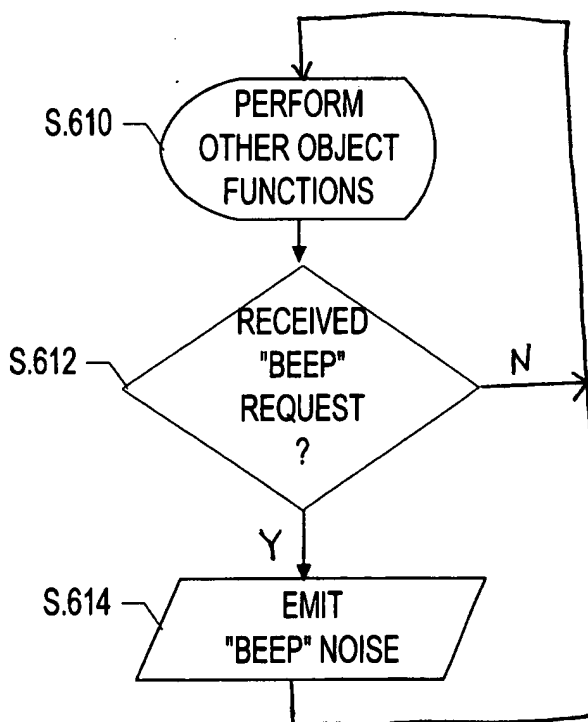 S.610
PERFORM
OTHER OBJECT
FUNCTIONS
S.612
RECEIVED
"BEEP"
REQUEST
?
N
Y
S.614
EMIT
"BEEP" NOISE